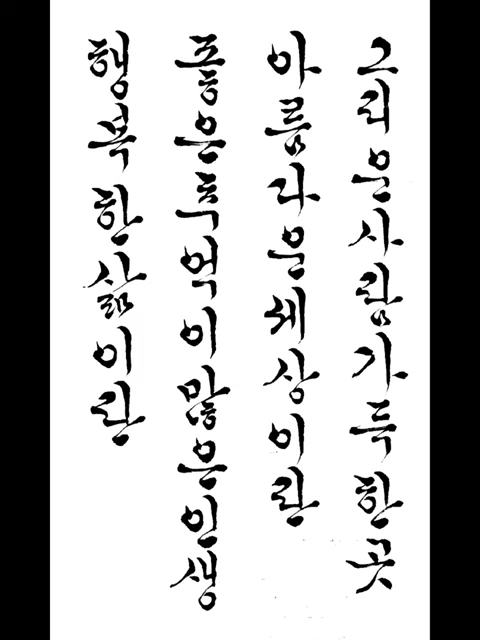 그리운사람가득한곳
아름다운세상이란
좋은추억이많은인생
행복한삶이란